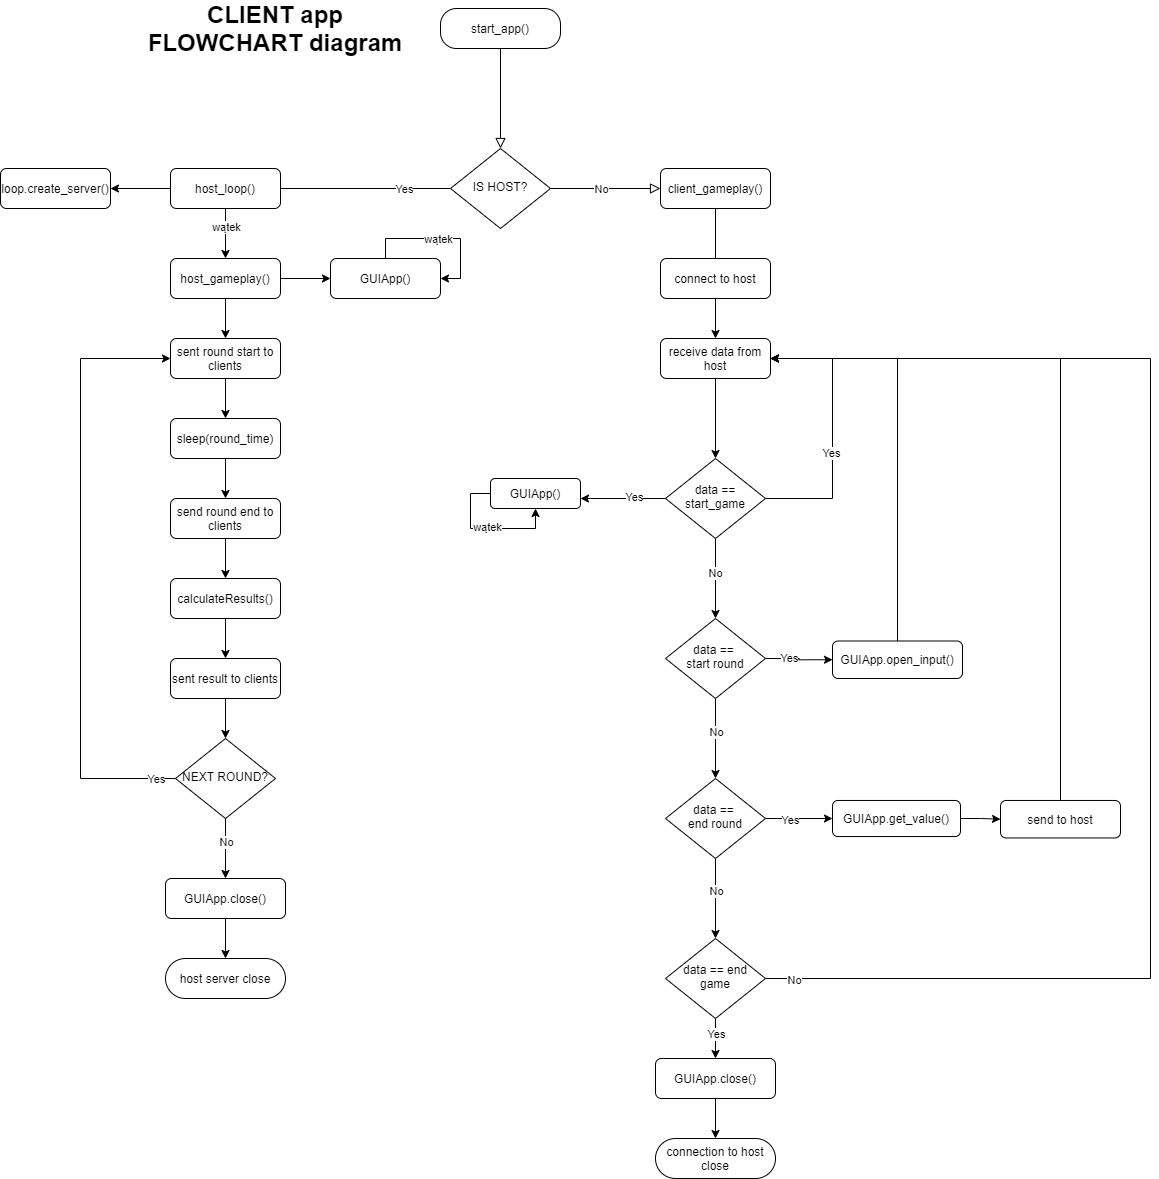 CLIENT app
FLOWCHART diagram
start_app()
IS HOST?
Yes
No
loop.create_server()
host_loop()
client_gameplay()
wątek
wątek
host_gameplay()
GUIApp()
connect to host
sent round start to
clients
receive data from
host
sleep(round_time)
Yes
GUIApp()
Yes
data ==
start_game
wątek
send round end to
clients
No
calculateResults()
data ==
start round
Yes
GUIApp.open_input()
sent result to clients
No
NEXT ROUND?
Yes
data ==
end round
Yes
GUIApp.get_value()
send to host
No
No
GUIApp.close()
data == end
game
No
host server close
Yes
GUIApp.close()
connection to host
close